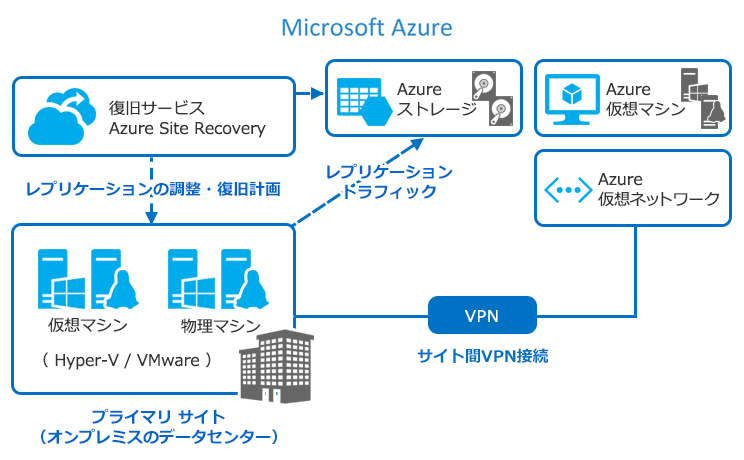 Microsoft Azure
復旧サービス
Azure Site Recovery
Azure
ストレージ
Azure
仮想マシン
レプリケーションの調整・復旧計画
レプリケーション
トラフィック
Azure
仮想ネットワーク
仮想マシン
物理マシン
( Hyper-V / VMware )
VPN
サイト間VPN接続
プライマリ サイト
(オンプレミスのデータセンター)